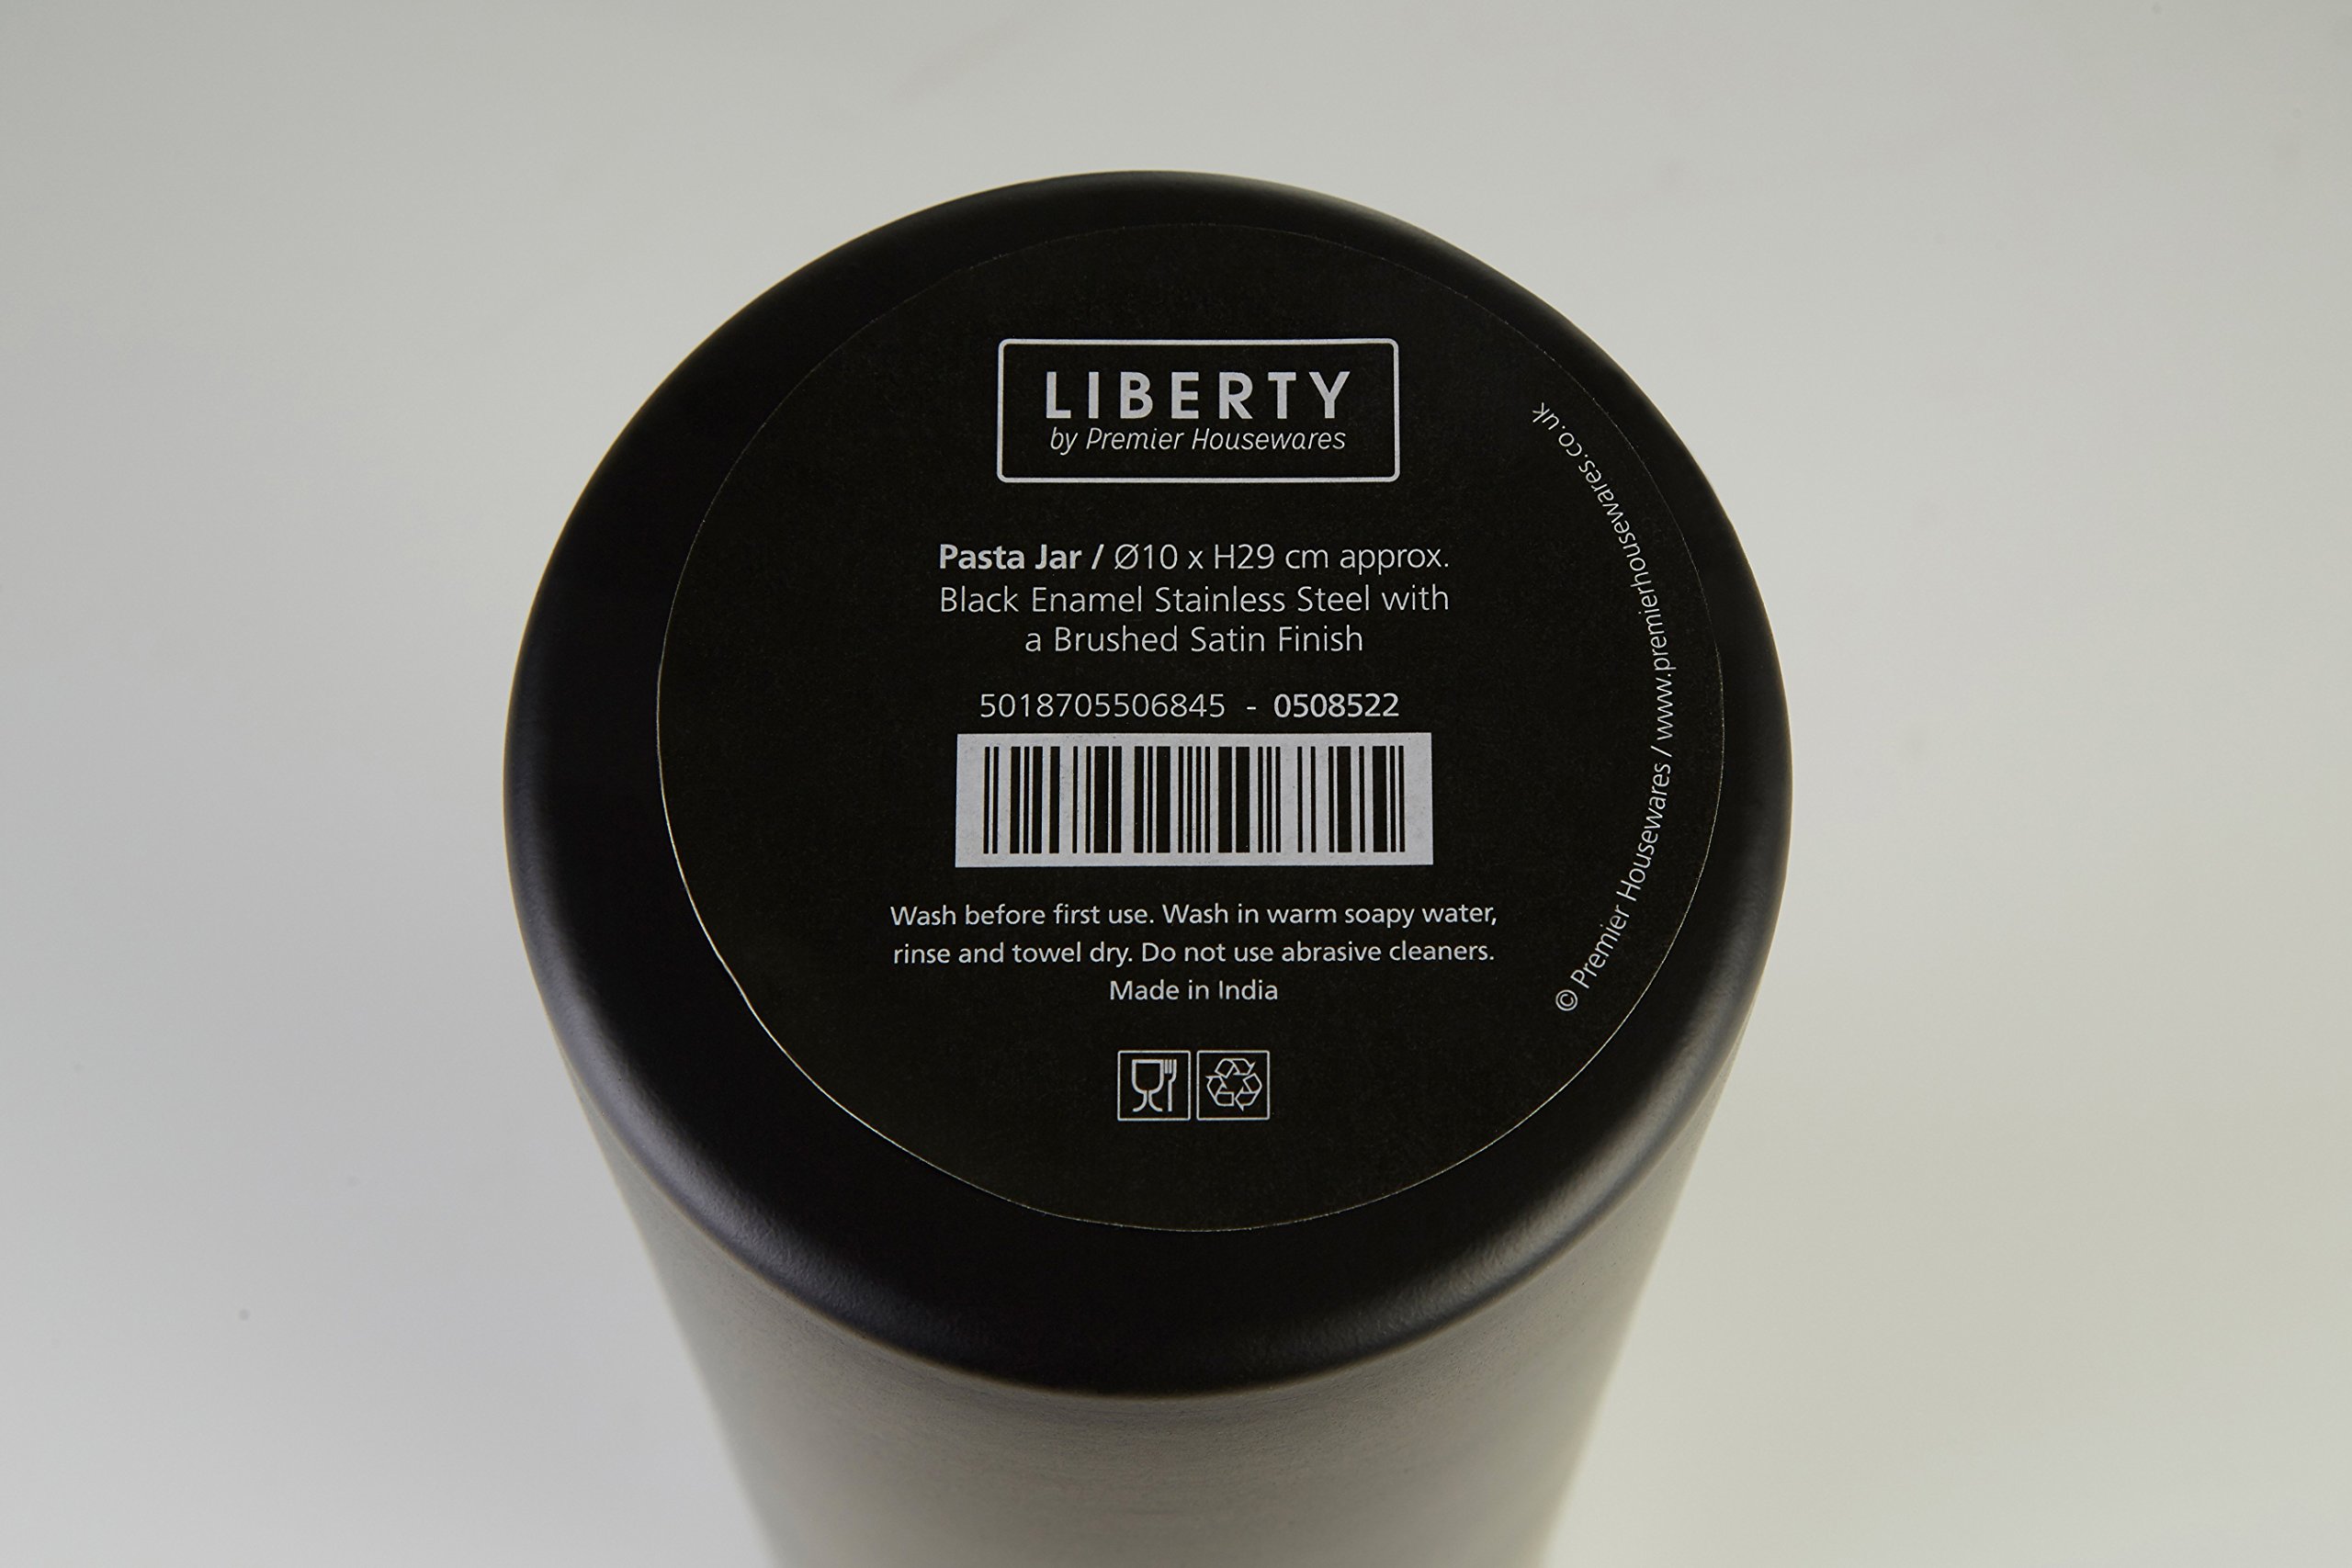 LIBERTY
by Premier Housewares
Pasta Jar / Ø10 x H29 cm approx.
Black Enamel Stainless Steel with
a Brushed Satin Finish
5018705506845 - 0508522
Wash before first use. Wash in warm soapy water,
rinse and towel dry. Do not use abrasive cleaners.
Made in India
© Premier Housewares / www.premierhousewares.co.uk